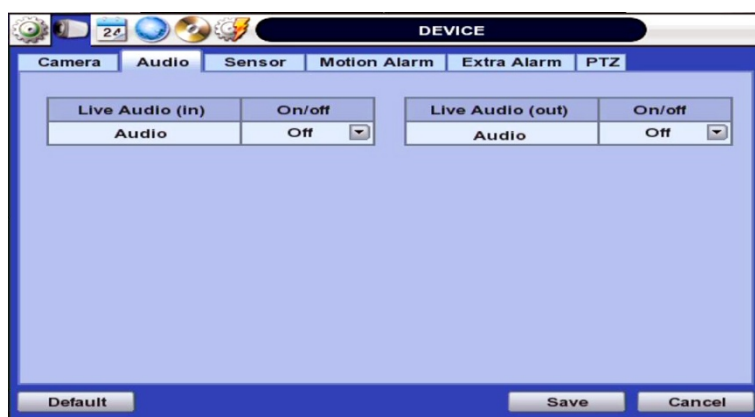 24
DEVICE
Camera Audio Sensor Motion Alarm Extra Alarm PTZ
Live Audio (in) On/off Live Audio (out) On/off
Audio Off Audio Off
Default Save Cancel